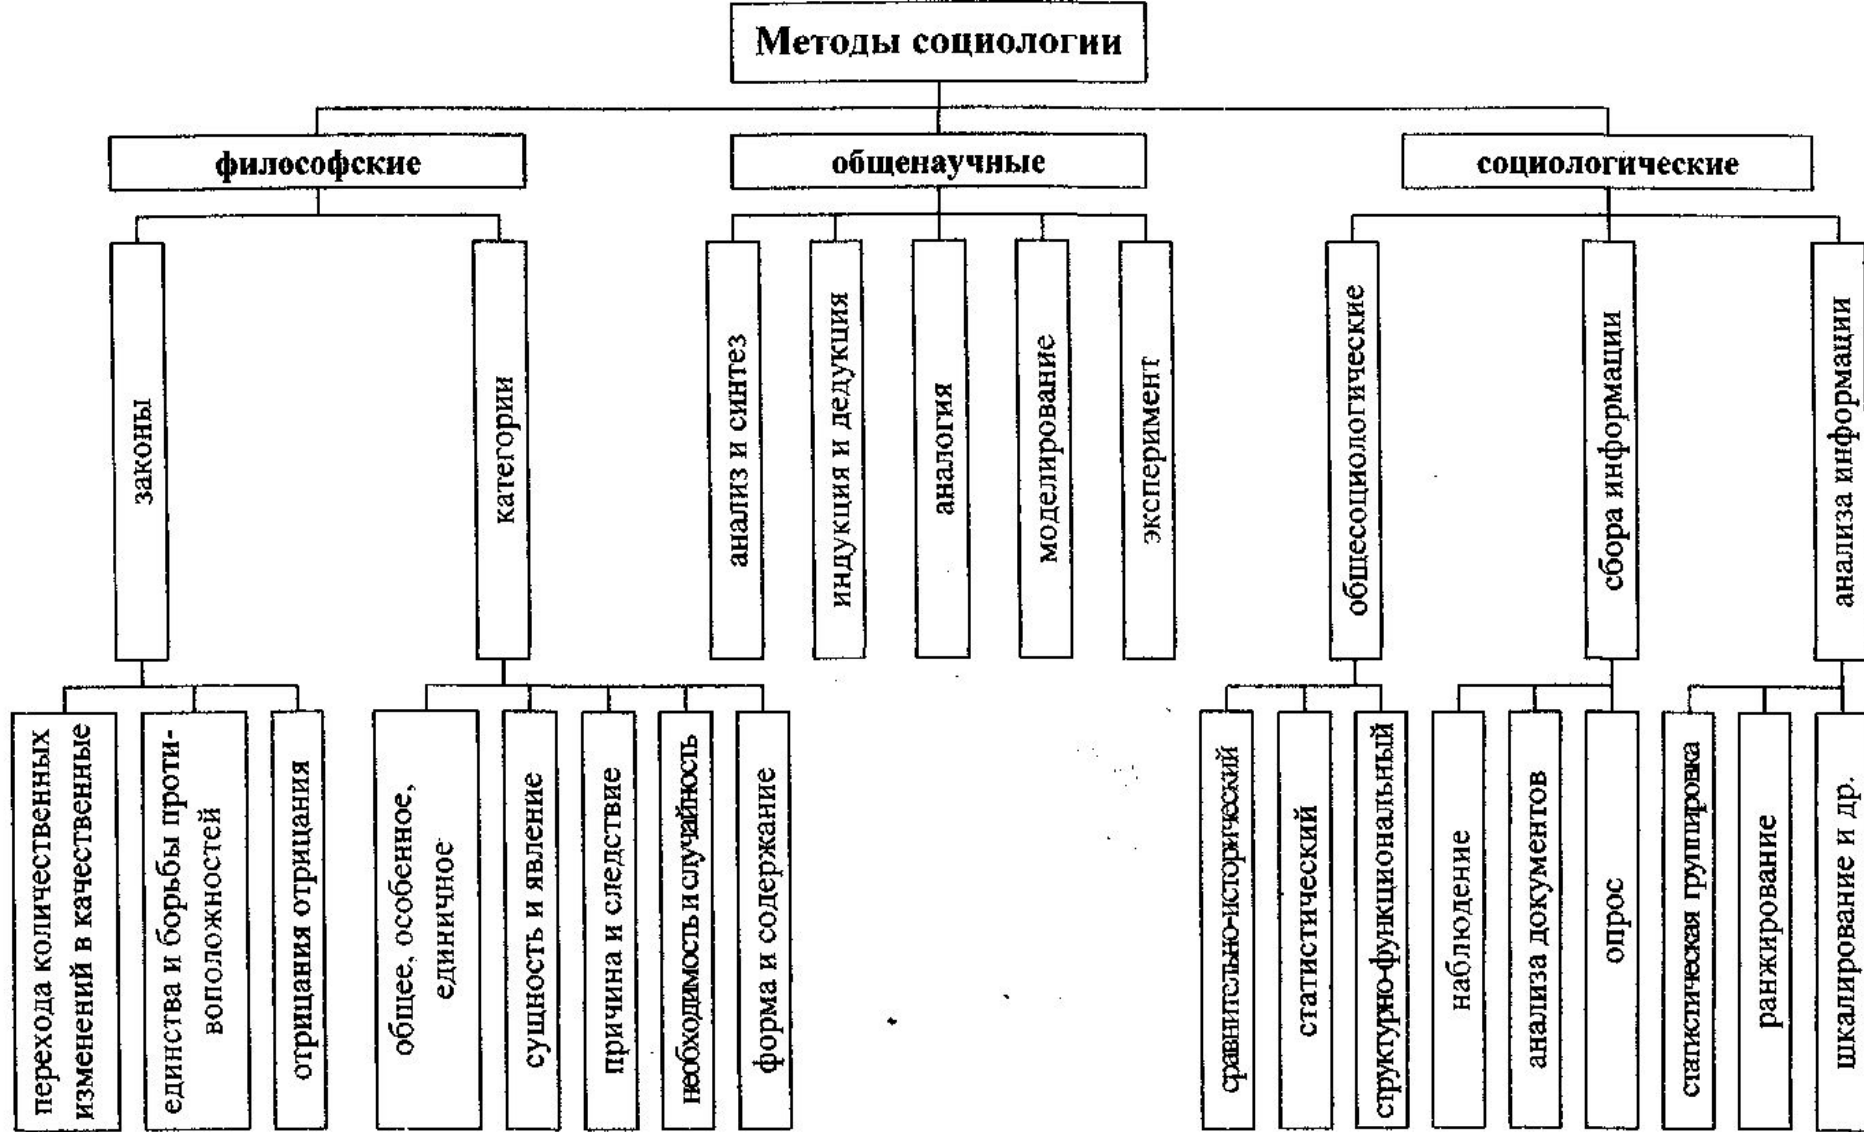 Методы социологии
философские
общенаучные
социологические
законы
категории
анализ и синтез
индукция и дедукция
аналогия
моделирование
эксперимент
общесоциологические
сбора информации
анализа информации
перехода количественных
изменений в качественные
единства и борьбы проти-
воположностей
отрицания отрицания
общее, особенное,
единичное
сущность и явление
причина и следствие
необходимость и случайность
форма и содержание
сравнительно-исторический
статистический
структурно-функциональный
наблюдение
анализа документов
опрос
статистическая группировка
ранжирование
шкалирование и др.